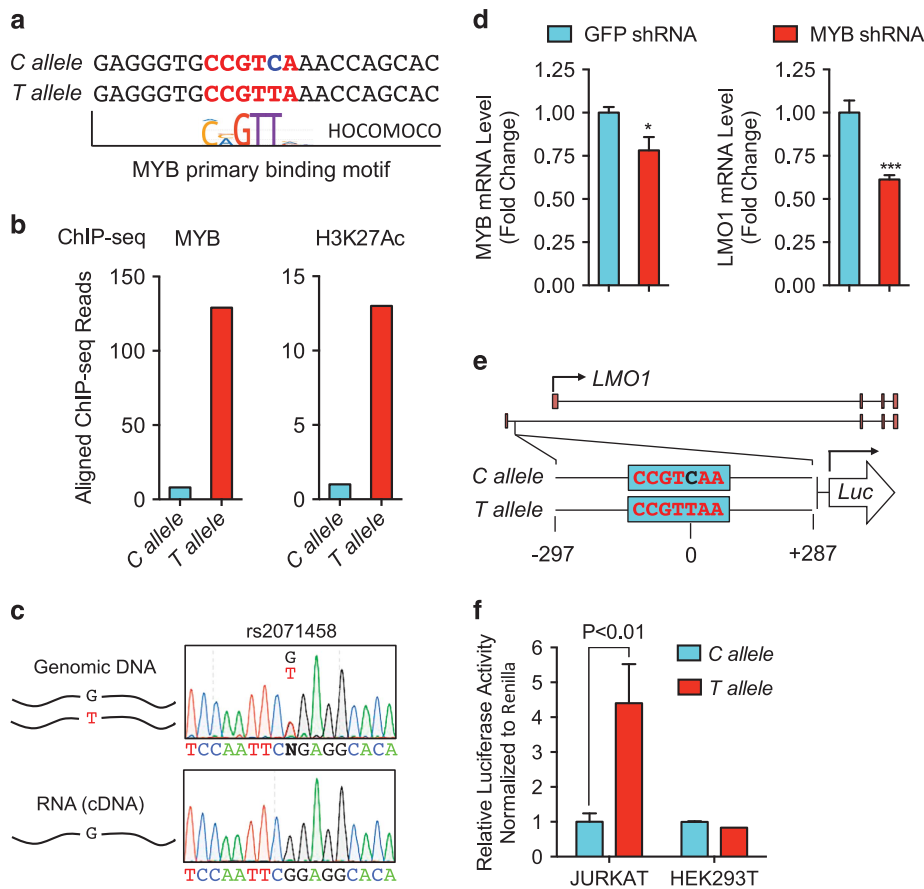 a
C allele GAGGGTGCCGTCAAACCAGCAC
T allele GAGGGTGCCGTTAAACCAGCAC
CAGTT HOCOMOCO
MYB primary binding motif
b
ChIP-seq MYB H3K27Ac
Aligned ChIP-seq Reads
150
100
50
0
C allele T allele
15
10
5
0
C allele T allele
c
rs2071458
Genomic DNA
G
T
G
T
TCCAATTCNGAGGCACA
RNA (cDNA)
G
TCCAATTCGGAGGCACA
d
GFP shRNA MYB shRNA
MYB mRNA Level
(Fold Change)
1.25
1.00
0.75
0.50
0.25
0.00
*
LMO1 mRNA Level
(Fold Change)
1.25
1.00
0.75
0.50
0.25
0.00
***
e
LMO1
C allele CCGTCAA
T allele CCGTTAA
Luc
-297 0 +287
f
Relative Luciferase Activity
Normalized to Renilla
6
5
4
3
2
1
0
P<0.01
C allele
T allele
JURKAT HEK293T